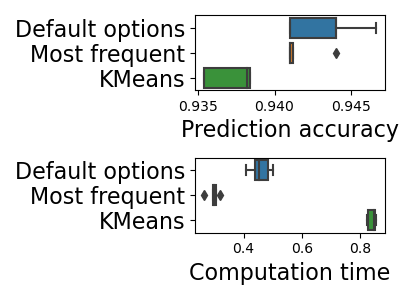 Default options
Most frequent
KMeans
0.935 0.940 0.945
Prediction accuracy
Default options
Most frequent
KMeans
0.4 0.6 0.8
Computation time